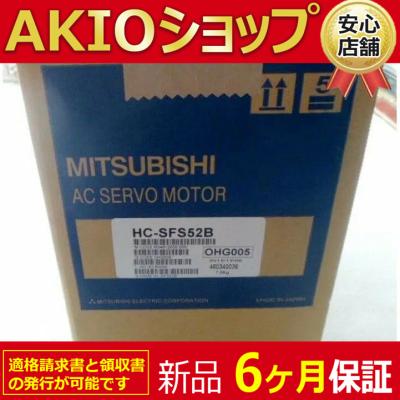 AKIOショップ
安心
店舗
5
MITSUBISHI
AC SERVO MOTOR
HC-SFS52B
OHG005
MITSUBISHI ELECTRIC CORPORATION
MADE IN JAPAN
適格請求書と領収書
の発行が可能です
新品 6ヶ月保証